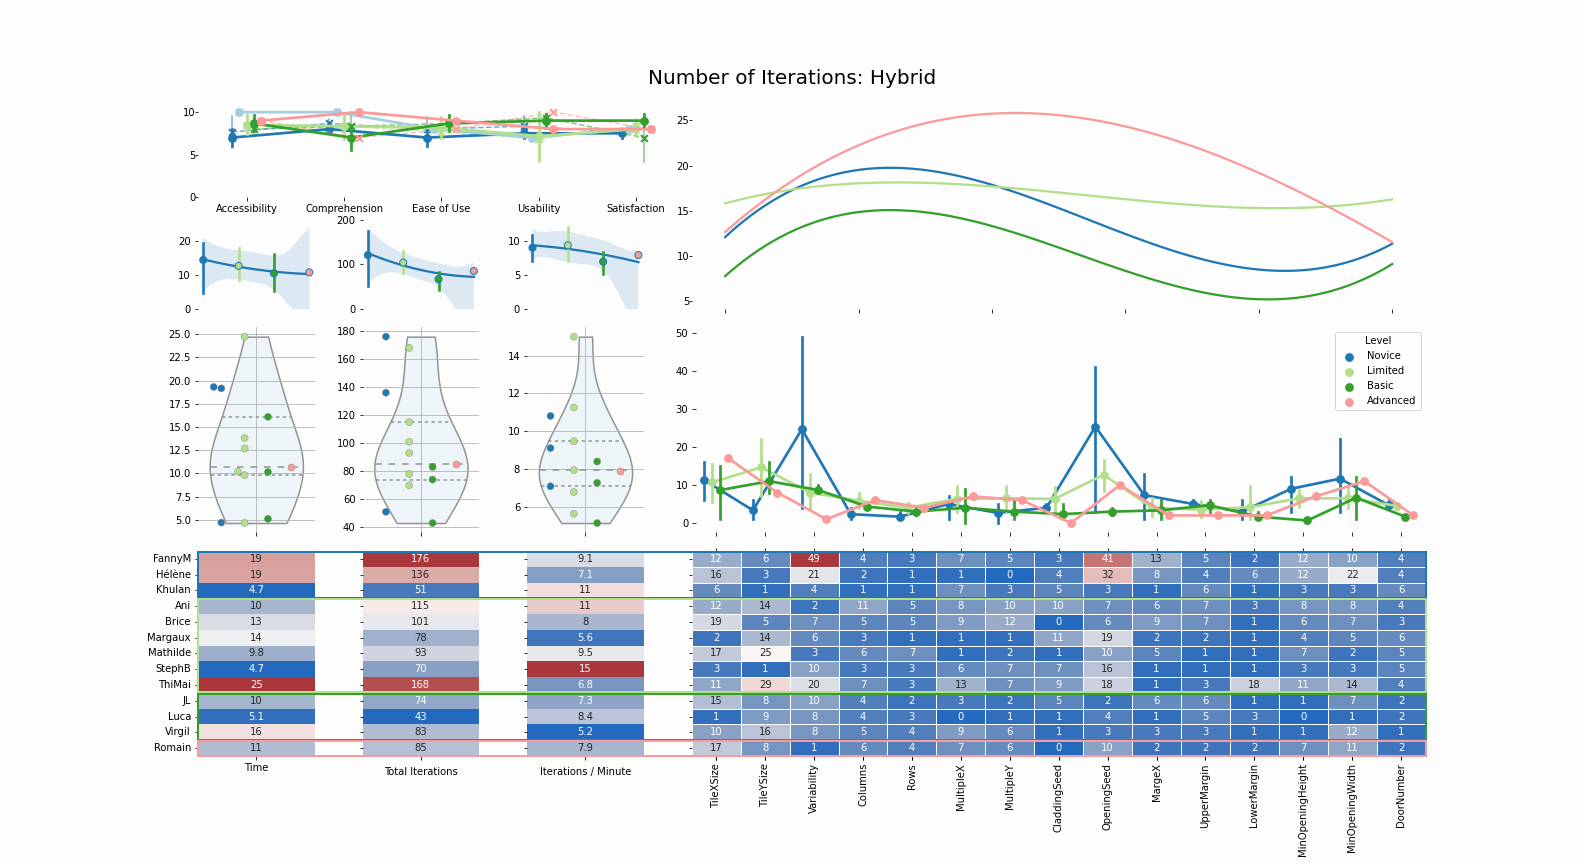 Number of Iterations: Hybrid
10
5
0
Accessibility Comprehension Ease of Use Usability Satisfaction
25
20
15
10
5
20
10
0
200
100
0
10
5
0
25.0
22.5
20.0
17.5
15.0
12.5
10.0
7.5
5.0
180
160
140
120
100
80
60
40
14
12
10
8
6
50
40
30
20
10
0
Level
Novice
Limited
Basic
Advanced
FannyM 19 176 9.1 12 6 49 4 3 7 5 3 41 13 5 2 12 10 4
Hélène 19 136 7.1 16 3 21 2 1 1 0 4 32 8 4 6 12 22 4
Khulan 4.7 51 11 6 1 4 1 1 7 3 5 3 1 6 1 3 3 6
Ani 10 115 11 12 14 2 11 5 8 10 10 7 6 7 3 8 8 4
Brice 13 101 8 19 5 7 5 5 9 12 0 6 9 7 1 6 7 3
Margaux 14 78 5.6 2 14 6 3 1 1 1 11 19 2 2 1 4 5 6
Mathilde 9.8 93 9.5 17 25 3 6 7 1 2 1 10 5 1 1 7 2 5
StephB 4.7 70 15 3 1 10 3 3 6 7 7 16 1 1 1 3 3 5
ThiMai 25 168 6.8 11 29 20 7 3 13 7 9 18 1 3 18 11 14 4
JL 10 74 7.3 15 8 10 4 2 3 2 5 2 6 6 1 1 7 2
Luca 5.1 43 8.4 1 9 8 4 3 0 1 1 4 1 5 3 0 1 2
Virgil 16 83 5.2 10 16 8 5 4 9 6 1 3 3 3 1 1 12 1
Romain 11 85 7.9 17 8 1 6 4 7 6 0 10 2 2 2 7 11 2
Time Total Iterations Iterations / Minute
TileXSize
TileYSize
Variability
Columns
Rows
MultipleX
MultipleY
CladdingSeed
OpeningSeed
MargeX
UpperMargin
LowerMargin
MinOpeningHeight
MinOpeningWidth
DoorNumber